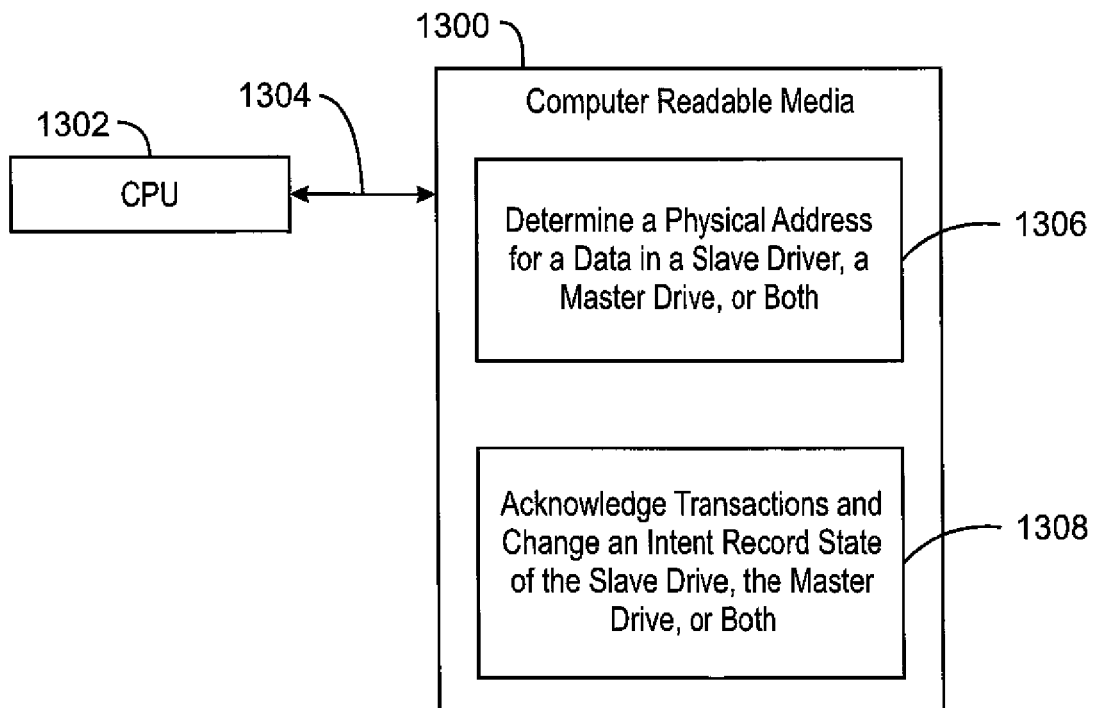 1300
Computer Readable Media
1304
1302
CPU
Determine a Physical Address
for a Data in a Slave Driver, a
Master Drive, or Both
1306
Acknowledge Transactions and
Change an Intent Record State
of the Slave Drive, the Master
Drive, or Both
1308